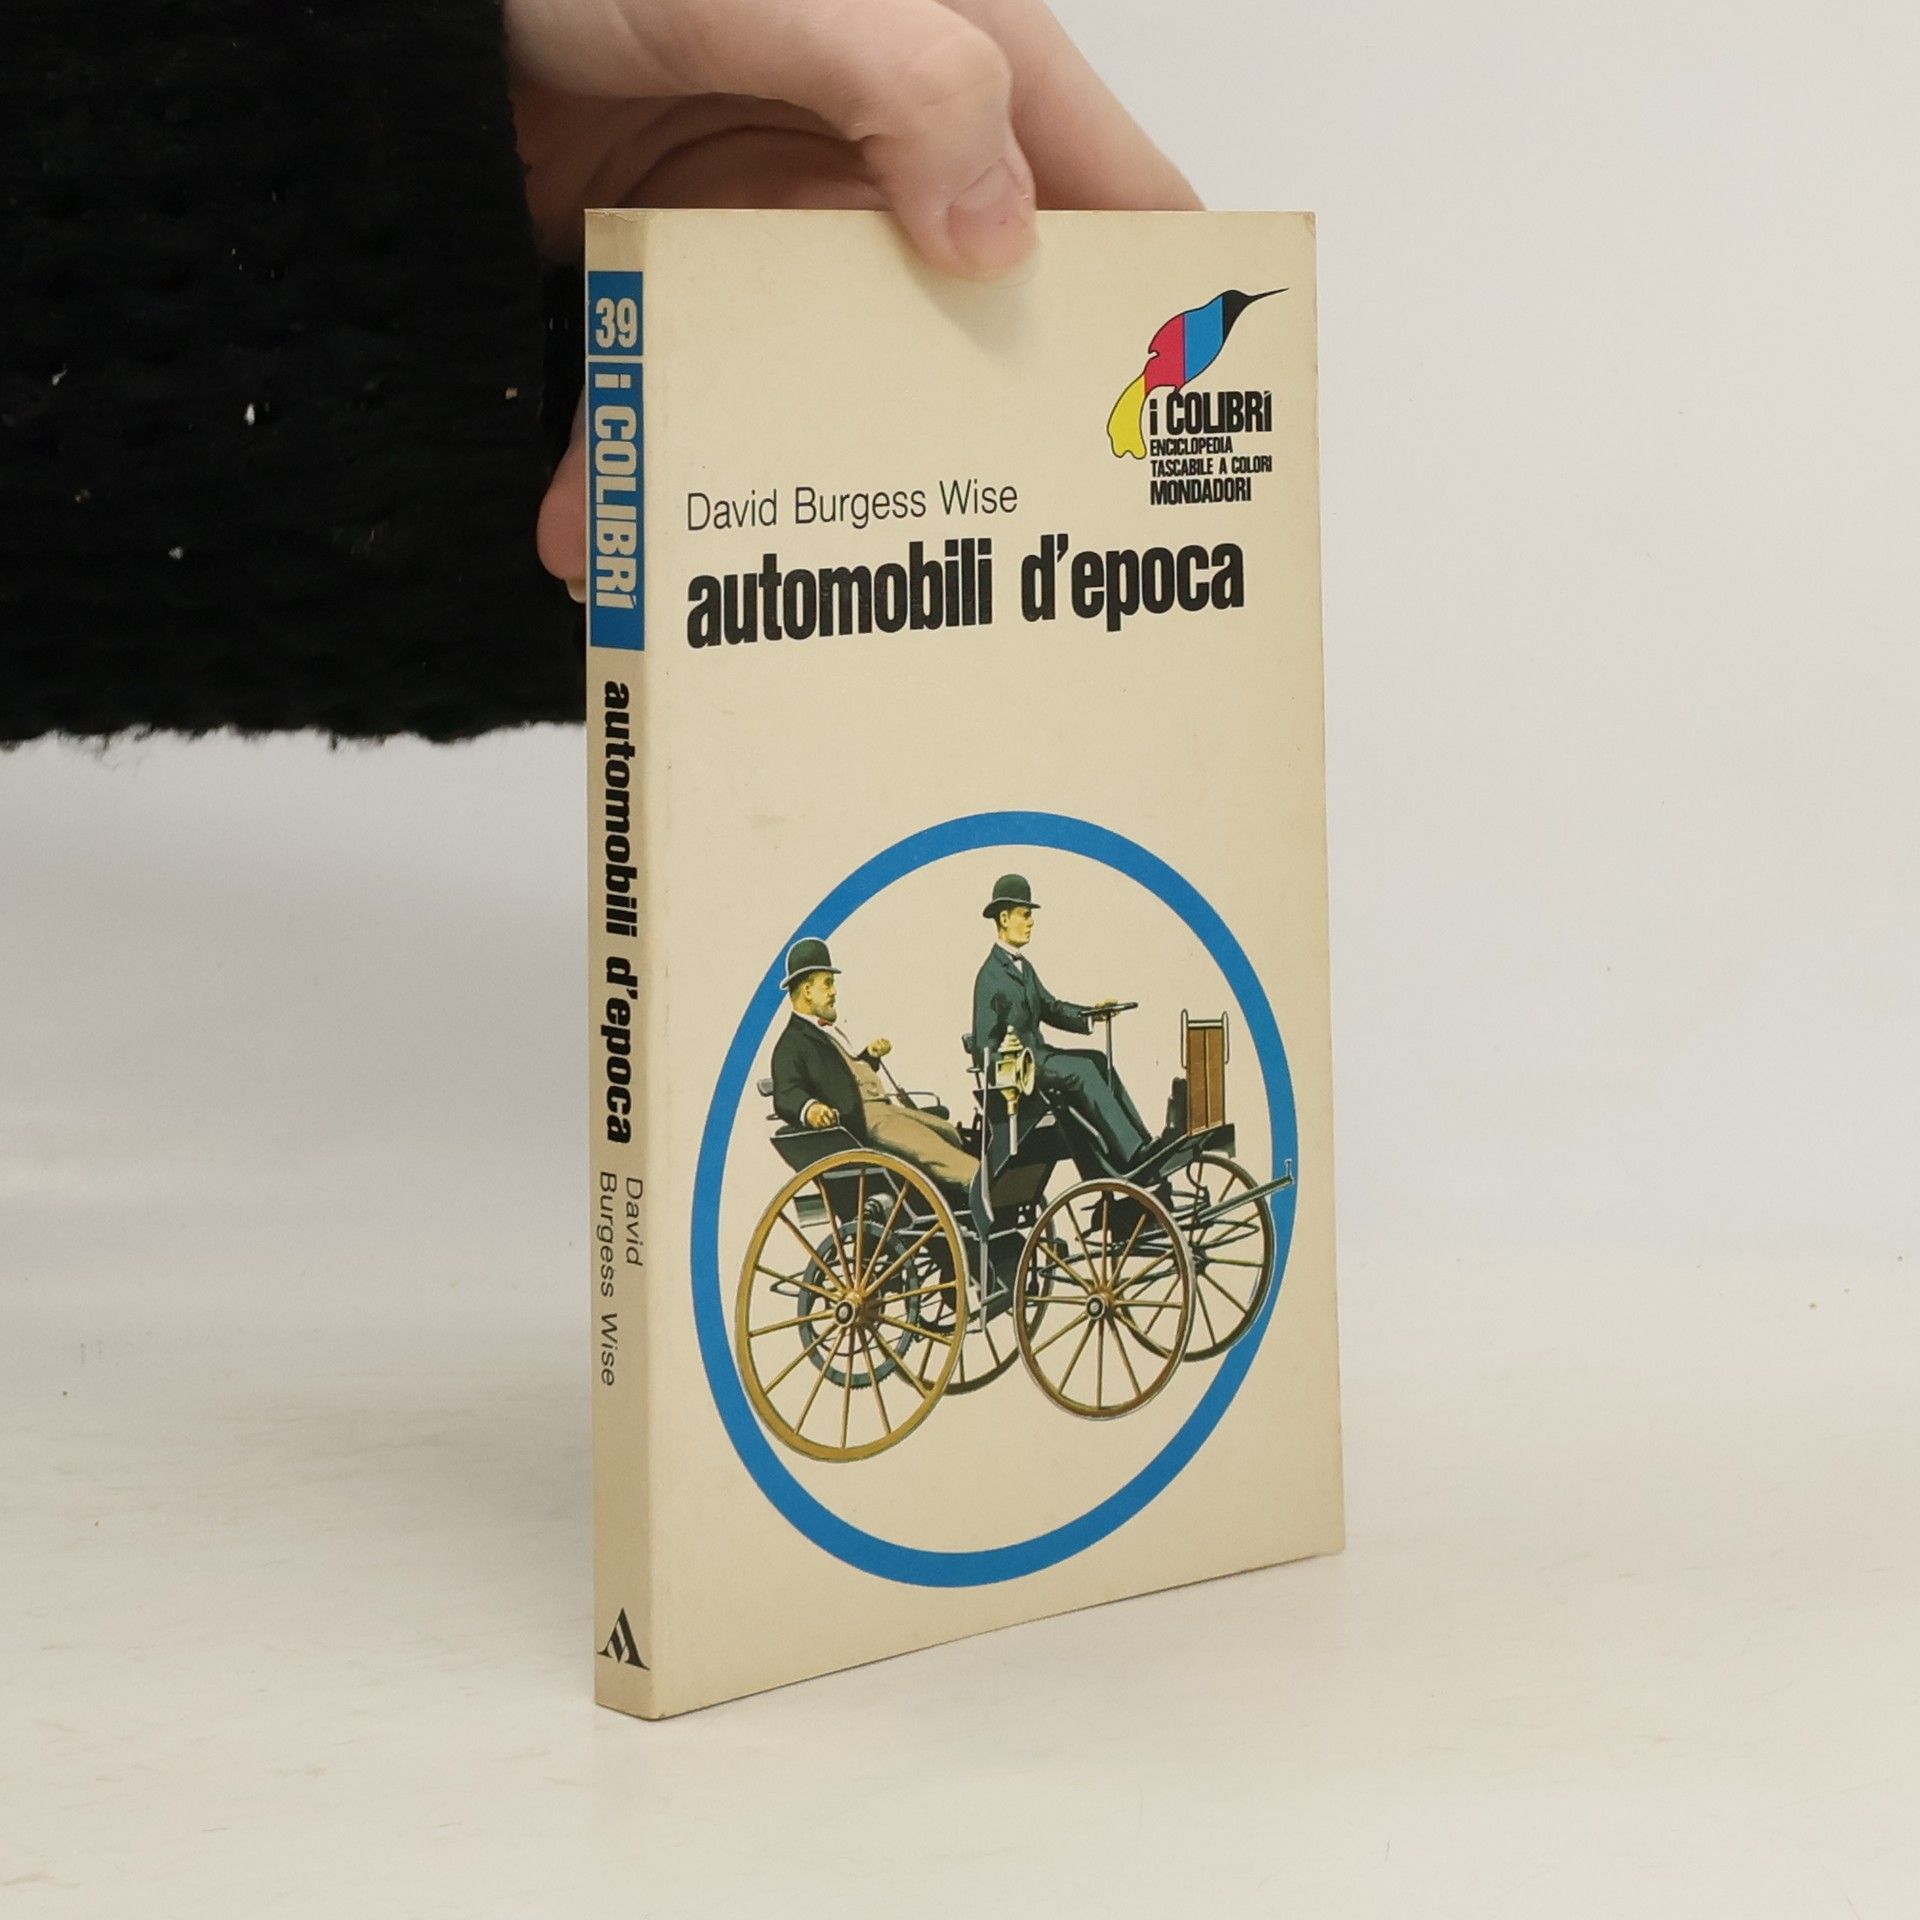 39
i COLIBRÌ
automobili d'epoca
David
Burgess Wise
i COLIBRÌ
ENCICLOPEDIA
TASCABILE A COLORI
MONDADORI
David Burgess Wise
automobili d'epoca